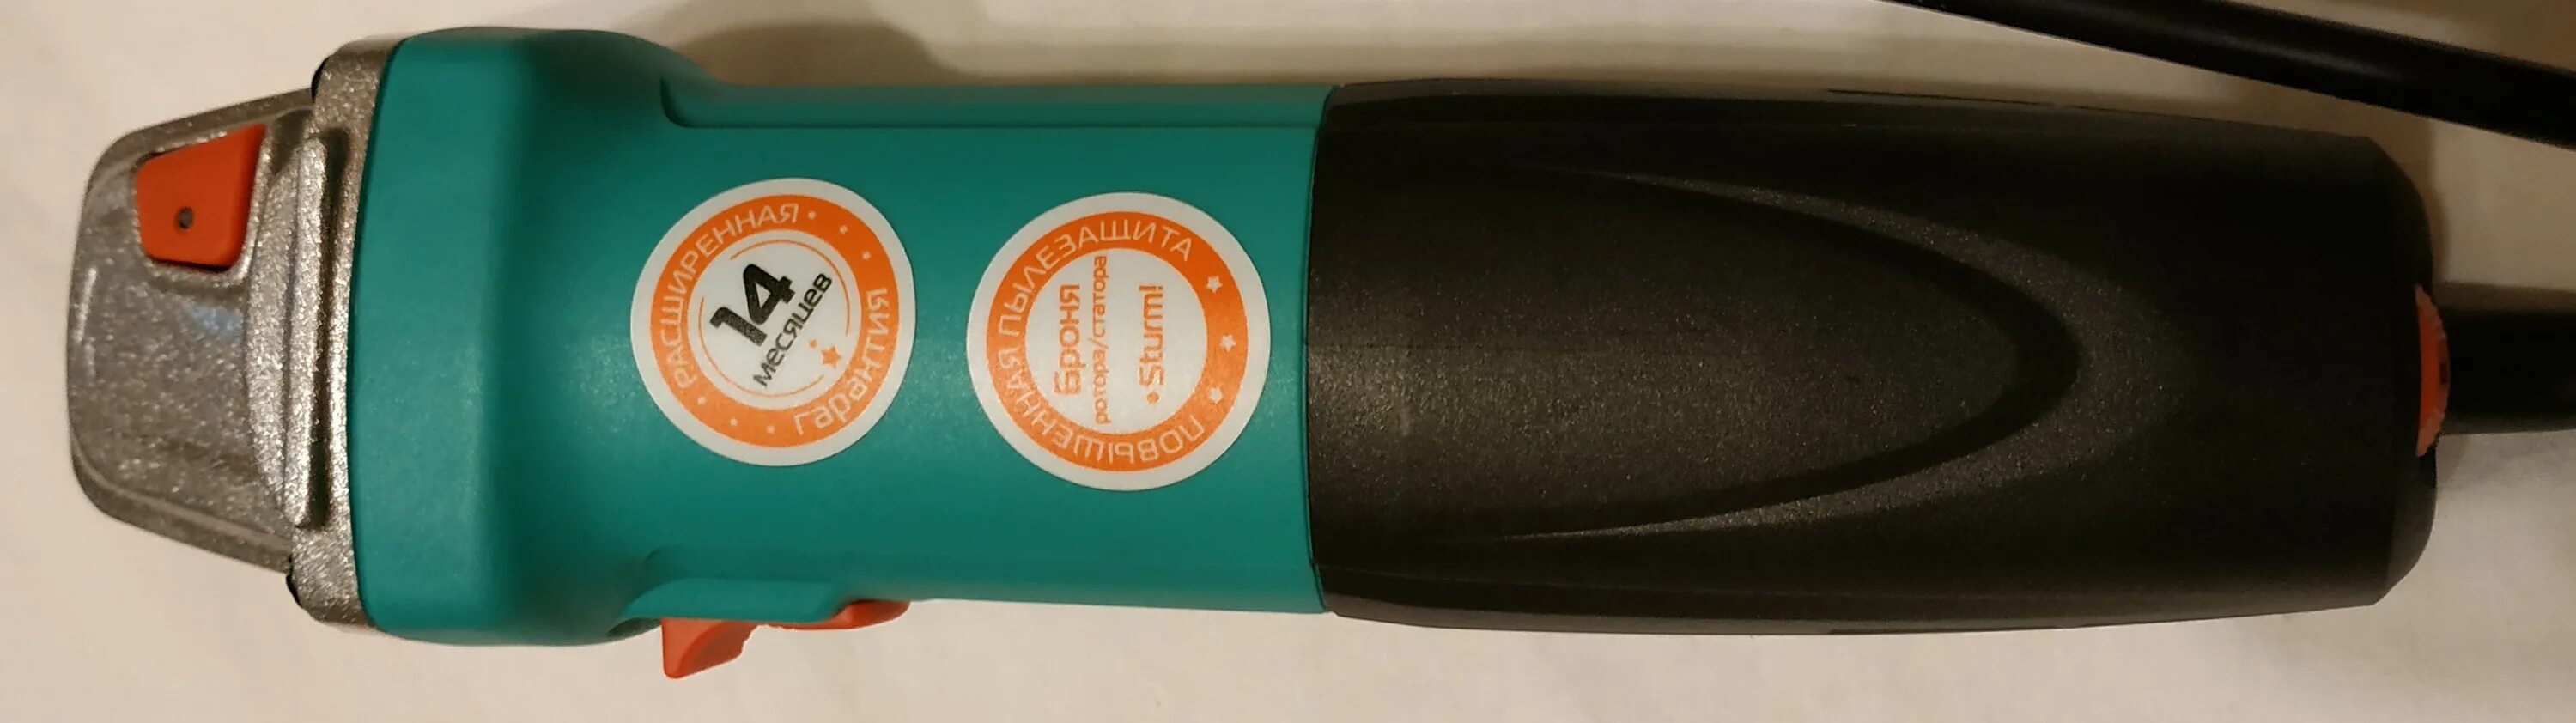 РАСШИРЕННАЯ
14
месяцев
Гарантия
ПОВЫШЕННАЯ ПЫЛЕЗАЩИТА
Броня
ротора/статора
Sturm!